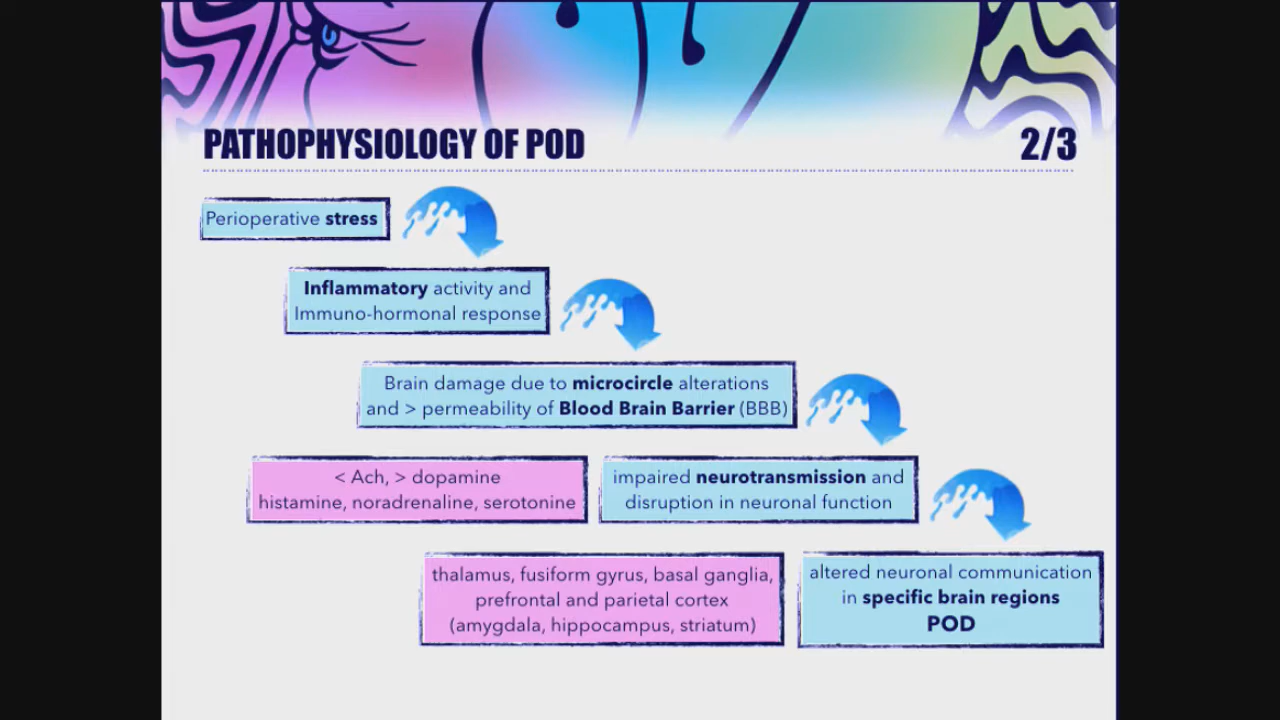 PATHOPHYSIOLOGY OF POD 2/3
Perioperative stress
Inflammatory activity and
Immuno-hormonal response
Brain damage due to microcircle alterations
and > permeability of Blood Brain Barrier (BBB)
< Ach, > dopamine
histamine, noradrenaline, serotonine
impaired neurotransmission and
disruption in neuronal function
thalamus, fusiform gyrus, basal ganglia,
prefrontal and parietal cortex
(amygdala, hippocampus, striatum)
altered neuronal communication
in specific brain regions
POD